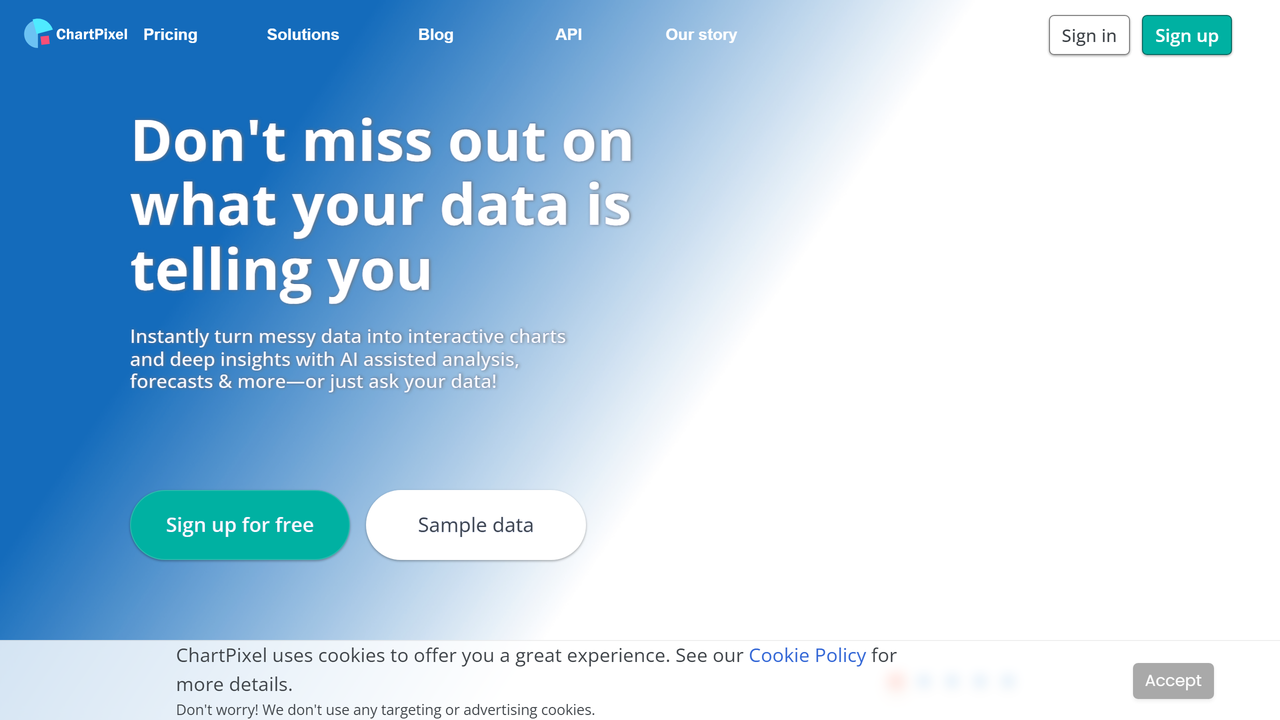 ChartPixel Pricing Solutions Blog API Our story Sign in Sign up
Don't miss out on
what your data is
telling you
Instantly turn messy data into interactive charts
and deep insights with AI assisted analysis,
forecasts & more—or just ask your data!
Sign up for free Sample data
ChartPixel uses cookies to offer you a great experience. See our Cookie Policy for
more details.
Accept
Don't worry! We don't use any targeting or advertising cookies.